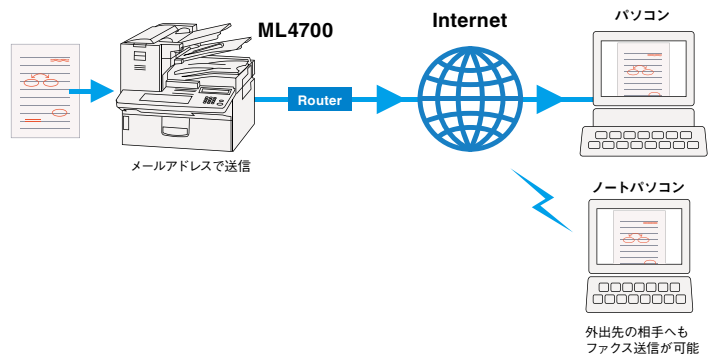 ML4700
Internet
パソコン
Router
メールアドレスで送信
ノートパソコン
外出先の相手へも
ファクス送信が可能